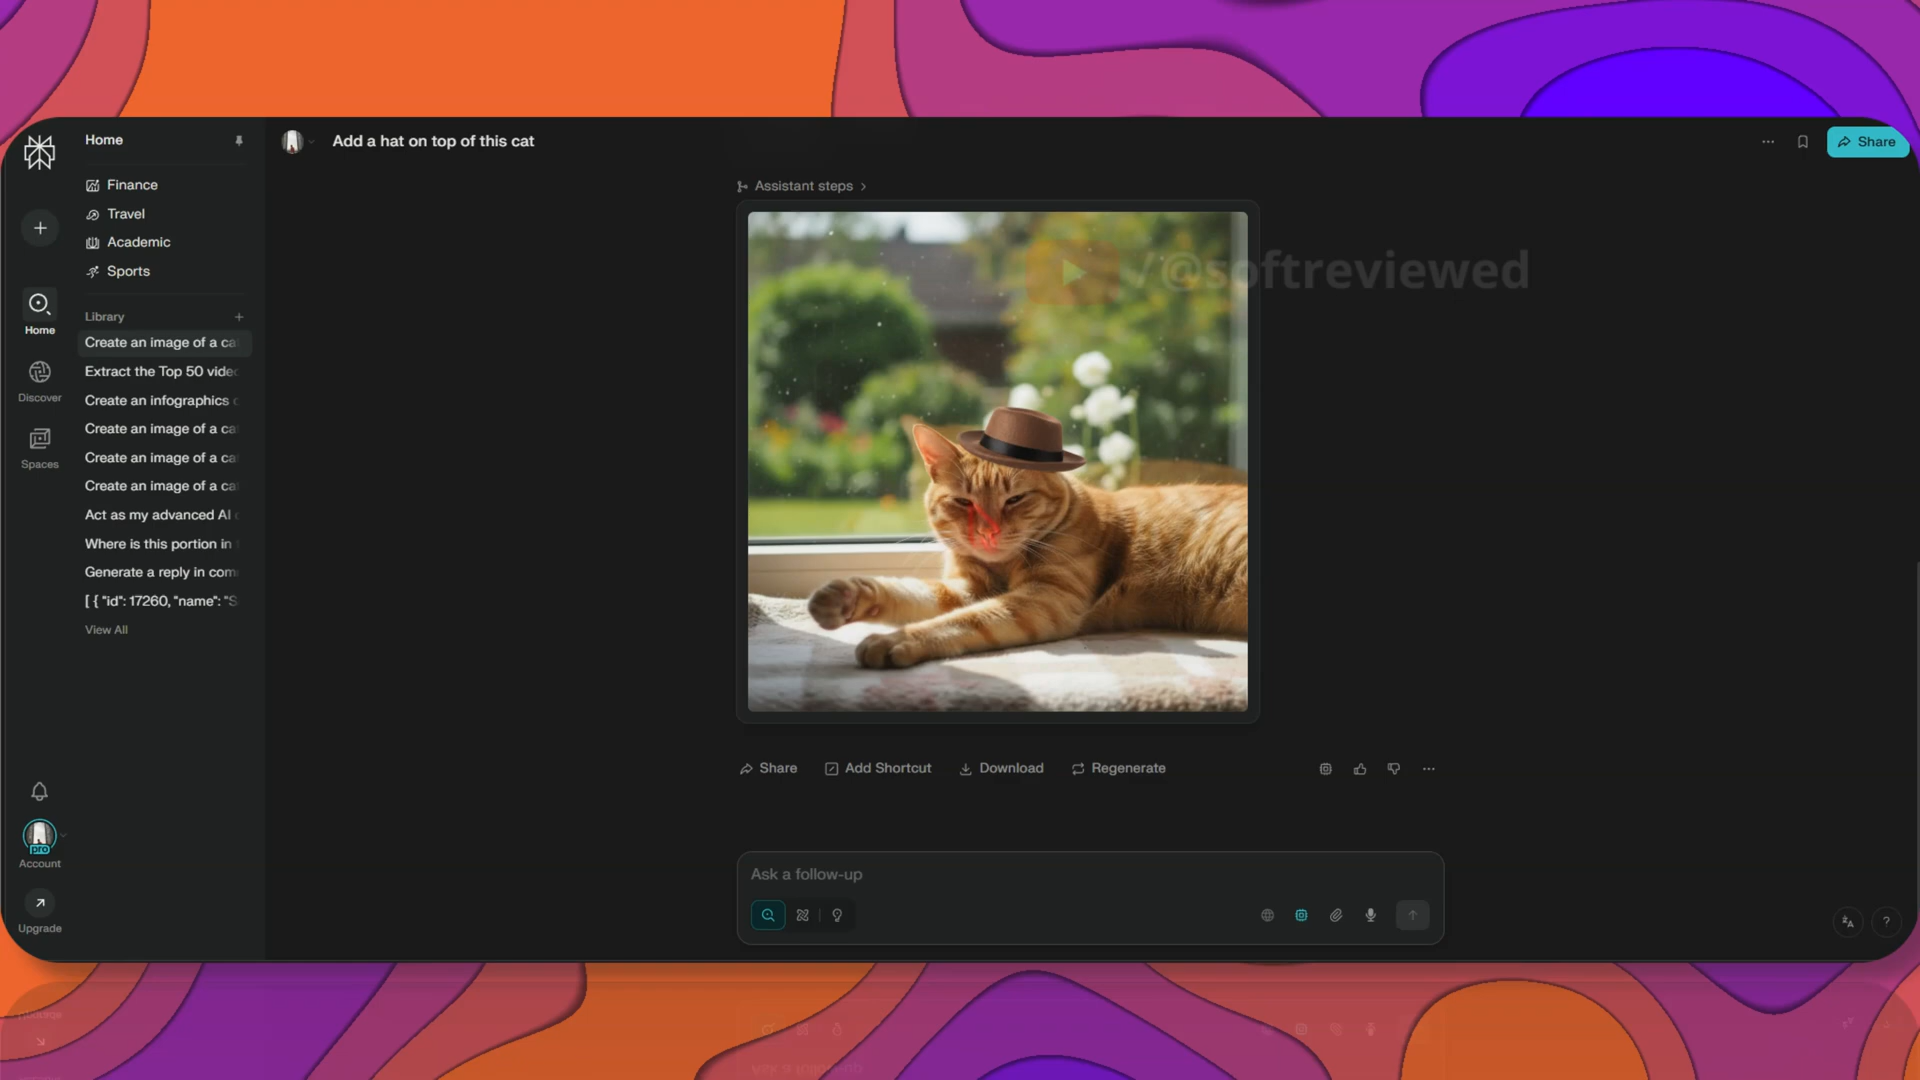 Home
Finance
Travel
Academic
Sports
Library
Create an image of a ca
Extract the Top 50 video
Create an infographics
Create an image of a ca
Create an image of a ca
Create an image of a ca
Act as my advanced AI
Where is this portion in
Generate a reply in com
[ { "id": 17260, "name": "S
View All
Home
Discover
Spaces
pro
Account
Upgrade
Add a hat on top of this cat
Share
Assistant steps
/@softreviewed
Share
Add Shortcut
Download
Regenerate
Ask a follow-up
?